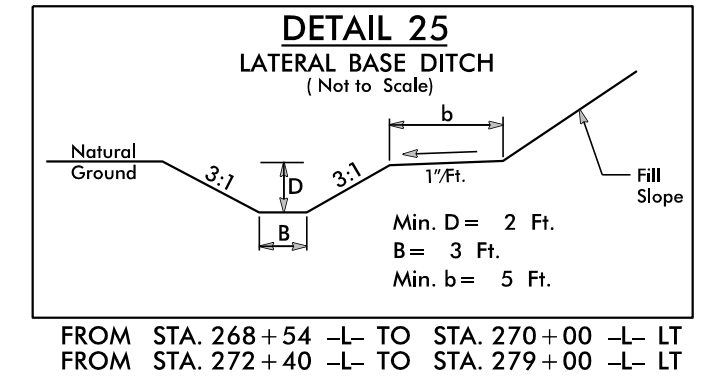 DETAIL 25
LATERAL BASE DITCH
( Not to Scale)
b
Natural
Ground
3:1
D
3:1
1"/Ft.
Fill
Slope
B
Min. D = 2 Ft.
B = 3 Ft.
Min. b = 5 Ft.
FROM STA. 268+54 -L- TO STA. 270+00 -L- LT
FROM STA. 272+40 -L- TO STA. 279+00 -L- LT